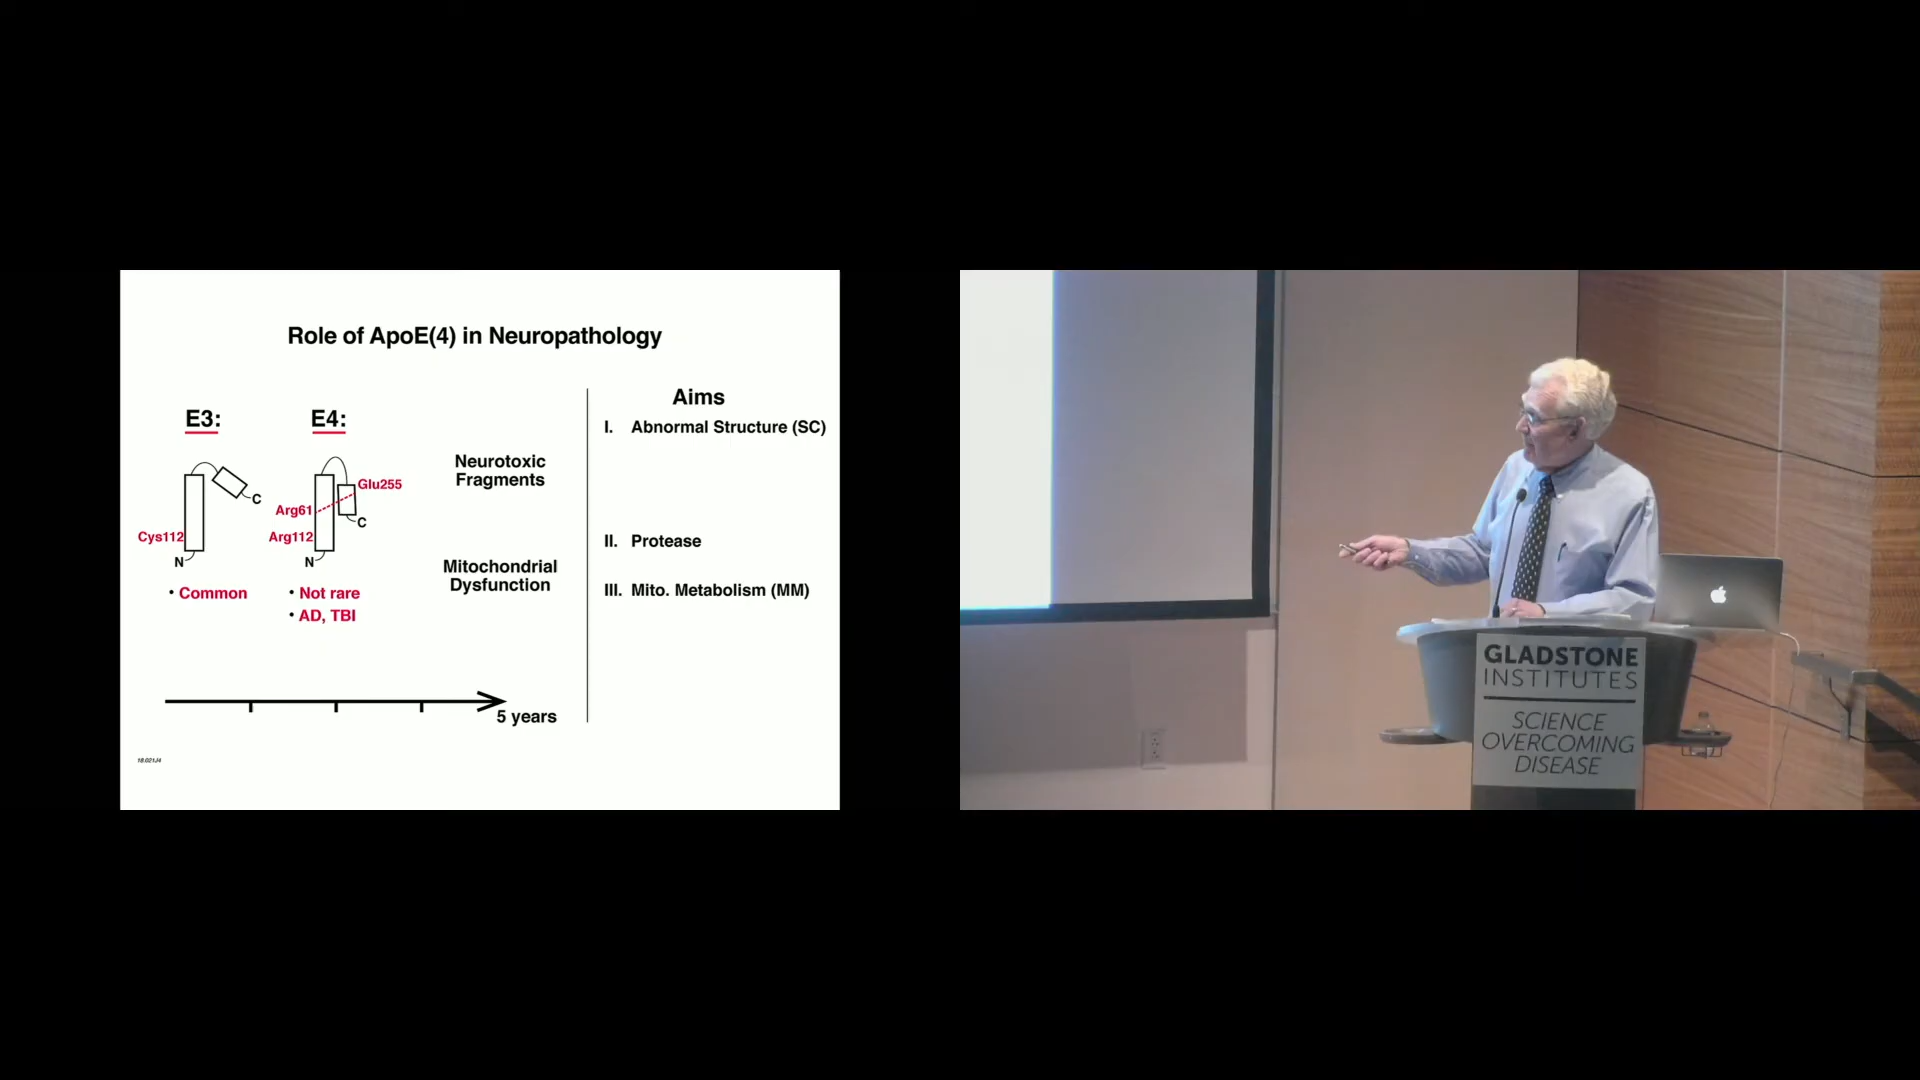 Role of ApoE(4) in Neuropathology
E3:
E4:
Cys112
N
C
Arg61
Arg112
Glu255
N
C
• Common
• Not rare
• AD, TBI
Neurotoxic
Fragments
Mitochondrial
Dysfunction
5 years
Aims
I. Abnormal Structure (SC)
II. Protease
III. Mito. Metabolism (MM)
18.021J4
GLADSTONE
INSTITUTES
SCIENCE
OVERCOMING
DISEASE